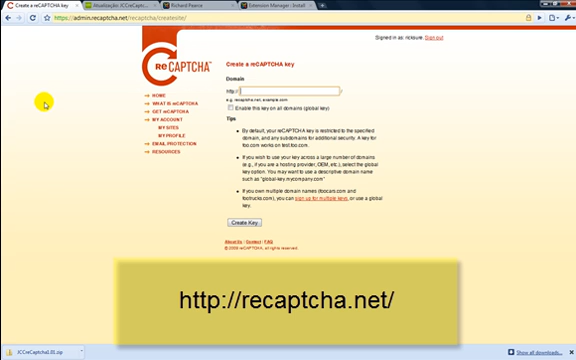 Create a reCAPTCHA key
Atualização: JCCreCaptc...
Richard Pearce
Extension Manager - Install
https://admin.recaptcha.net/recaptcha/createsite/
Signed in as: rickoure. Sign out
reCAPTCHA™
HOME
WHAT IS reCAPTCHA
GET reCAPTCHA
MY ACCOUNT
MY SITES
MY PROFILE
EMAIL PROTECTION
RESOURCES
Create a reCAPTCHA key
Domain
http:// /
e.g. recaptcha.net, example.com
Enable this key on all domains (global key)
Tips
By default, your reCAPTCHA key is restricted to the specified
domain, and any subdomains for additional security. A key for
foo.com works on test.foo.com.
If you wish to use your key across a large number of domains
(e.g., if you are a hosting provider, OEM, etc.), select the global
key option. You may want to use a descriptive domain name
such as "global-key.mycompany.com"
If you own multiple domain names (foocars.com and
footrucks.com), you can sign up for multiple keys, or use a global
key.
Create Key
About Us | Contact | FAQ
© 2009 reCAPTCHA, all rights reserved.
http://recaptcha.net/
JCCreCaptcha1.01.zip
Show all downloads...